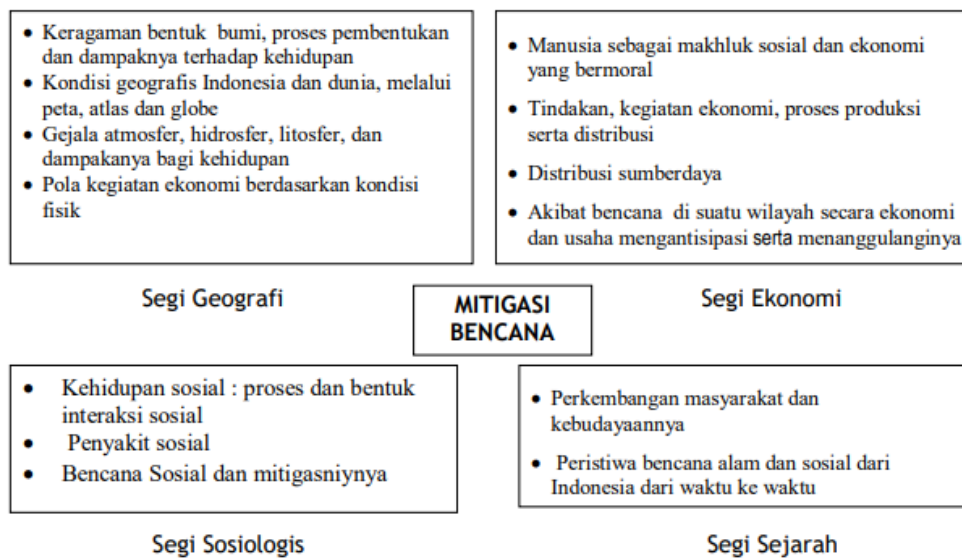 • Keragaman bentuk bumi, proses pembentukan
dan dampaknya terhadap kehidupan
• Kondisi geografis Indonesia dan dunia, melalui
peta, atlas dan globe
• Gejala atmosfer, hidrosfer, litosfer, dan
dampakanya bagi kehidupan
• Pola kegiatan ekonomi berdasarkan kondisi
fisik
Segi Geografi
• Manusia sebagai makhluk sosial dan ekonomi
yang bermoral
• Tindakan, kegiatan ekonomi, proses produksi
serta distribusi
• Distribusi sumberdaya
• Akibat bencana di suatu wilayah secara ekonomi
dan usaha mengantisipasi serta menanggulanginya
Segi Ekonomi
MITIGASI
BENCANA
• Kehidupan sosial : proses dan bentuk
interaksi sosial
• Penyakit sosial
• Bencana Sosial dan mitigasniynya
Segi Sosiologis
• Perkembangan masyarakat dan
kebudayaannya
• Peristiwa bencana alam dan sosial dari
Indonesia dari waktu ke waktu
Segi Sejarah